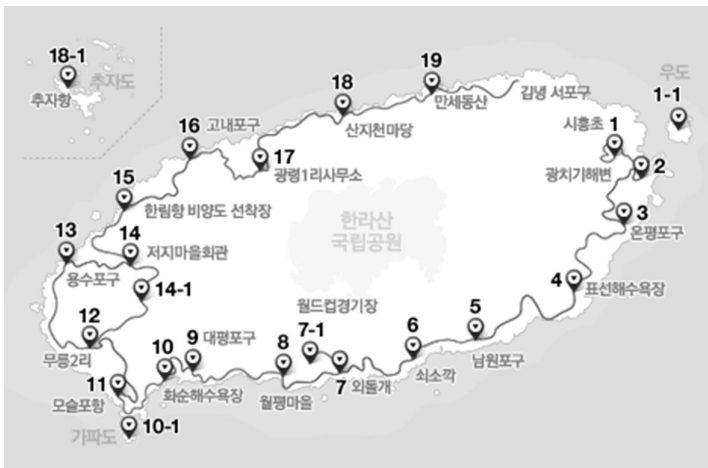 18-1
추자도
추자항
19
18
만세동산
김녕 서포구
우도
1-1
산지천마당
16
고내포구
시흥초
1
17
광령1리사무소
광치기해변
2
15
한림항 비양도 선착장
3
온평포구
한라산
국립공원
13
14
저지마을회관
용수포구
14-1
4
표선해수욕장
월드컵경기장
12
대평포구
5
무릉2리
10
9
8
7-1
6
남원포구
쇠소깍
11
화순해수욕장
월평마을
7
외돌개
모슬포항
가파도
10-1